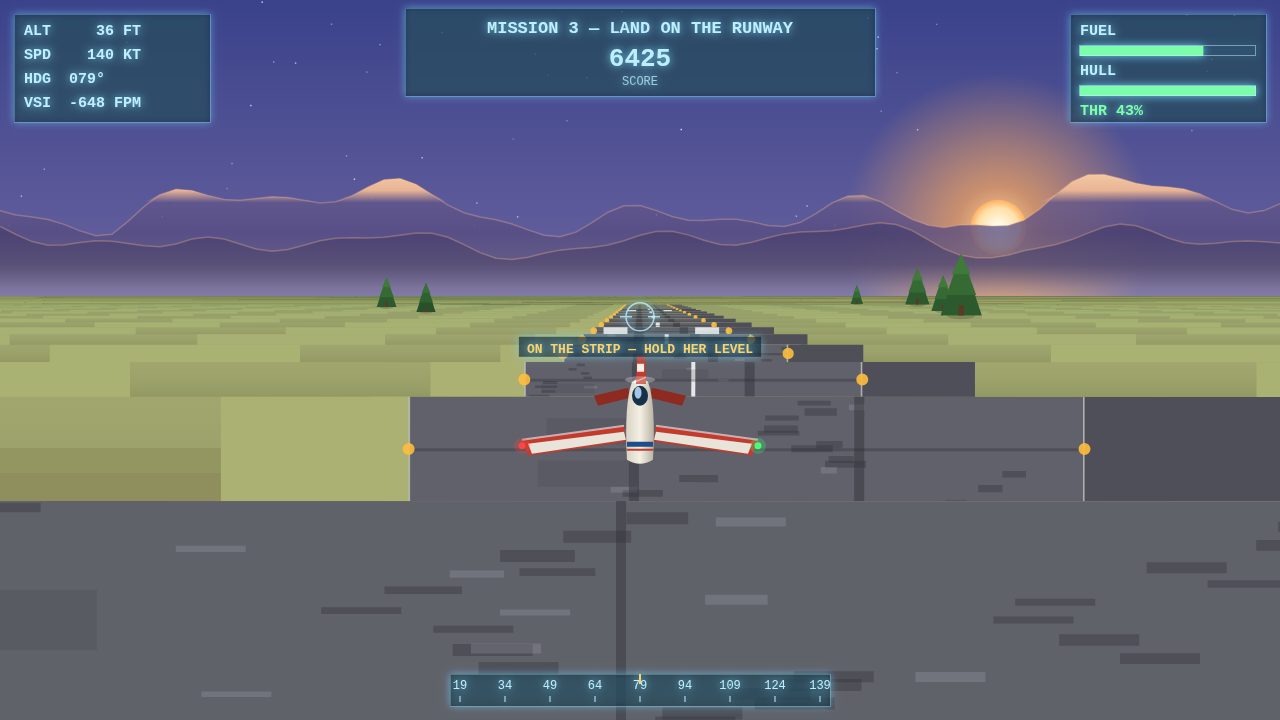 ALT 36 FT
SPD 140 KT
HDG 079°
VSI -648 FPM
MISSION 3 — LAND ON THE RUNWAY
6425
SCORE
FUEL
HULL
THR 43%
ON THE STRIP — HOLD HER LEVEL
19 34 49 64 79 94 109 124 139